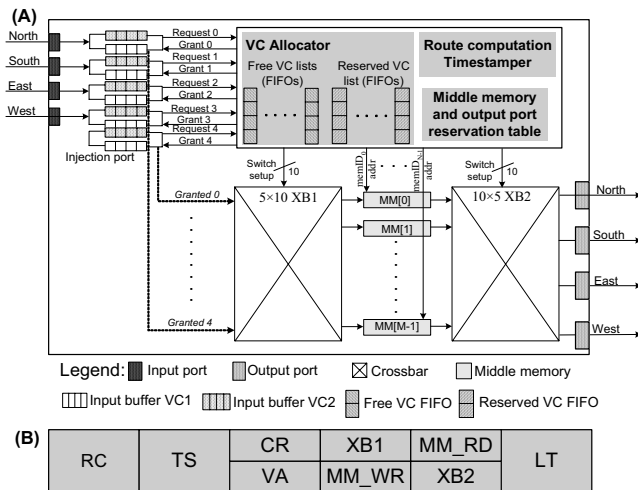 (A)
North
South
East
West
Injection port
Request 0
Grant 0
Request 1
Grant 1
Request 2
Grant 2
Request 3
Grant 3
Request 4
Grant 4
VC Allocator
Free VC lists
(FIFOs)
Reserved VC
list (FIFOs)
Route computation
Timestamper
Middle memory
and output port
reservation table
Switch
setup
10
memID_0
addr
memID_N-1
addr
Switch
setup
10
Granted 0
Granted 4
5×10 XB1
MM[0]
MM[1]
MM[M-1]
10×5 XB2
North
South
East
West
Legend:
Input port
Output port
Crossbar
Middle memory
Input buffer VC1
Input buffer VC2
Free VC FIFO
Reserved VC FIFO
(B)
RC
TS
CR
XB1
MM_RD
VA
MM_WR
XB2
LT